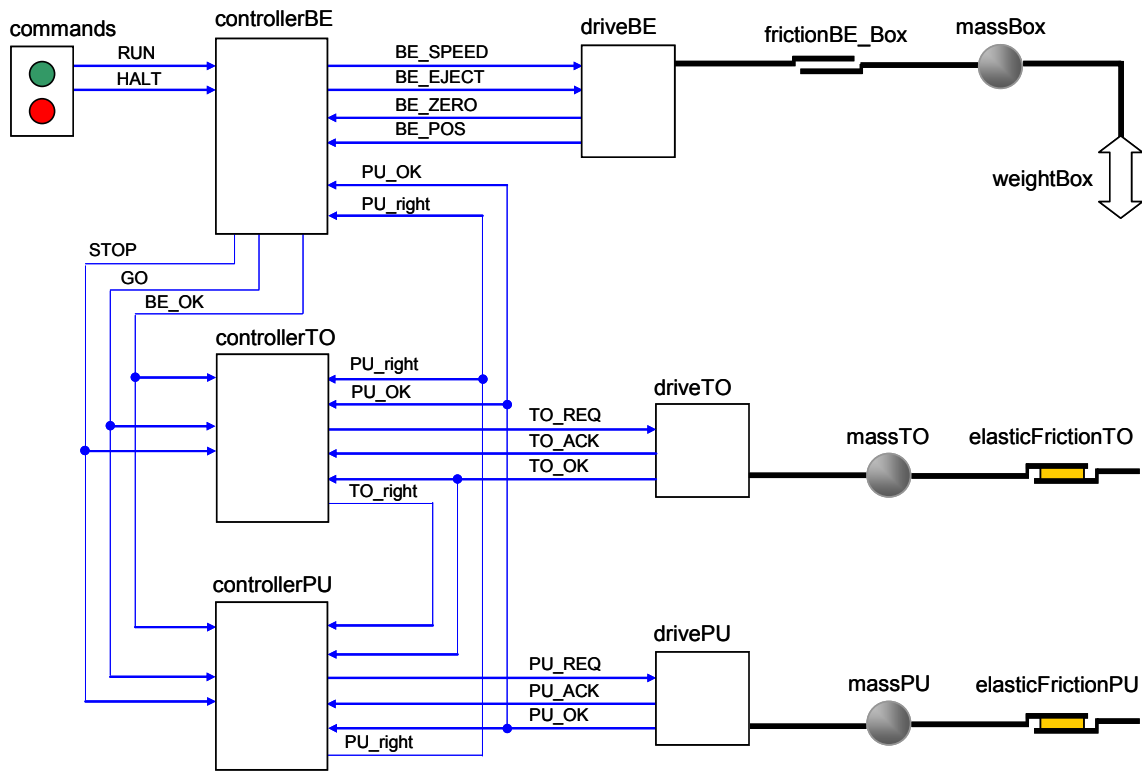 commands
controllerBE
driveBE
frictionBE_Box
massBox
RUN
HALT
BE_SPEED
BE_EJECT
BE_ZERO
BE_POS
PU_OK
PU_right
weightBox
STOP
GO
BE_OK
controllerTO
PU_right
PU_OK
driveTO
TO_REQ
TO_ACK
TO_OK
TO_right
massTO
elasticFrictionTO
controllerPU
drivePU
PU_REQ
PU_ACK
PU_OK
PU_right
massPU
elasticFrictionPU